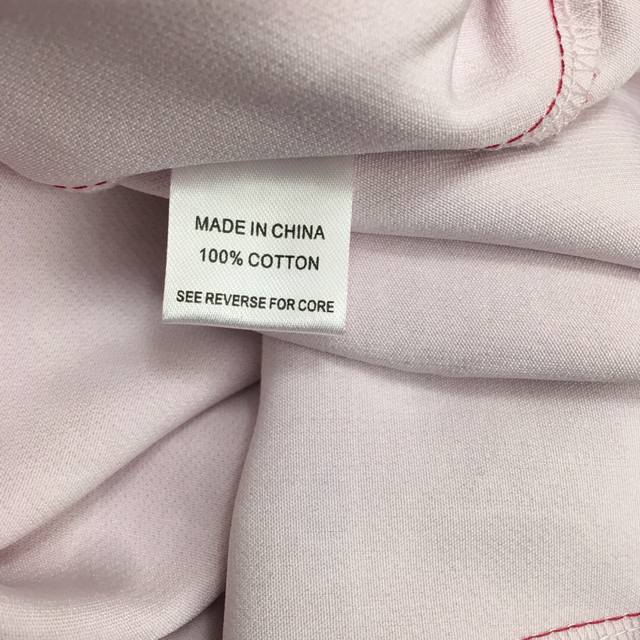 MADE IN CHINA
100% COTTON
SEE REVERSE FOR CORE